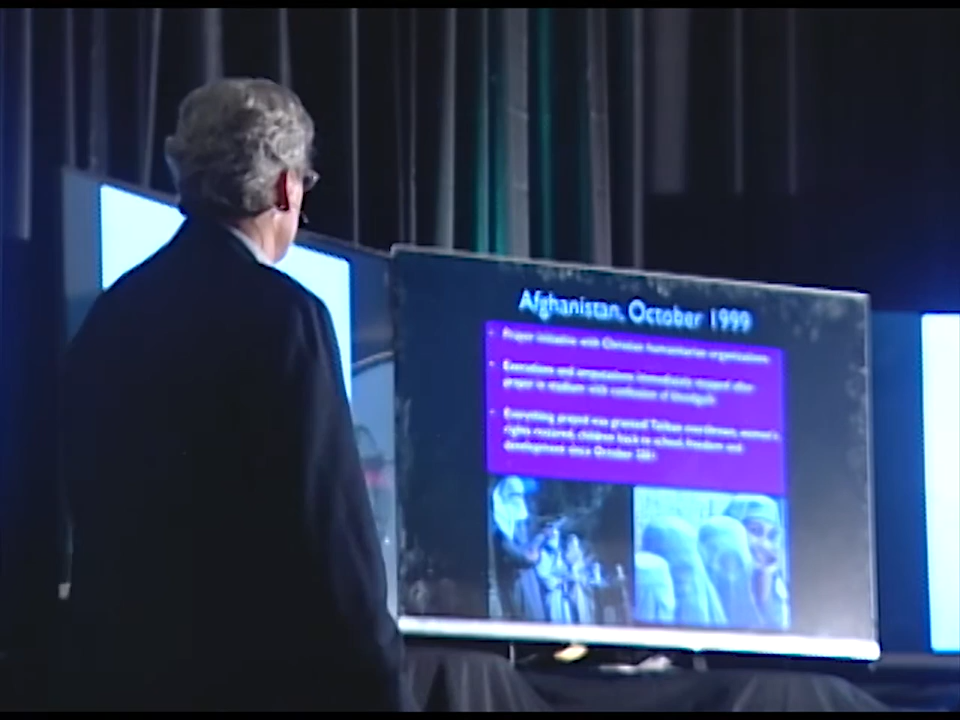 Afghanistan, October 1999
Prayer initiative with Christian humanitarian organizations
Executions and amputations immediately stopped after
prayer in stadium with confession of bloodguilt
Everything prayed was granted: Taliban overthrown, women's
rights restored, children back to school, freedom and
development since October 2001